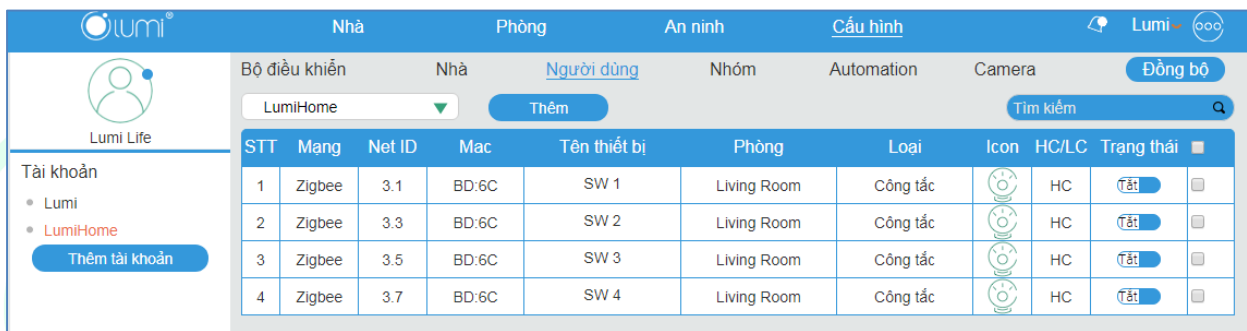 Olumi®
Nhà Phòng An ninh Cấu hình Lumi
Lumi Life
Tài khoản
Lumi
LumiHome
Thêm tài khoản
Bộ điều khiển Nhà Người dùng Nhóm Automation Camera Đồng bộ
LumiHome Thêm Tìm kiếm
STT Mạng Net ID Mac Tên thiết bị Phòng Loại Icon HC/LC Trạng thái
1 Zigbee 3.1 BD:6C SW 1 Living Room Công tắc HC Tắt
2 Zigbee 3.3 BD:6C SW 2 Living Room Công tắc HC Tắt
3 Zigbee 3.5 BD:6C SW 3 Living Room Công tắc HC Tắt
4 Zigbee 3.7 BD:6C SW 4 Living Room Công tắc HC Tắt